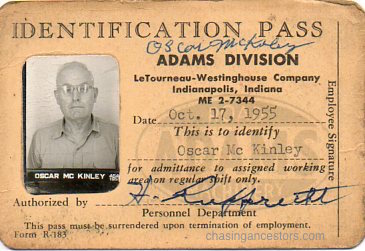 IDENTIFICATION PASS
Oscar McKinley
ADAMS DIVISION
LeTourneau-Westinghouse Company
Indianapolis, Indiana
ME 2-7344
Date Oct. 17, 1955
This is to identify
Oscar Mc Kinley
for admittance to assigned working
area on regular shift only.
Employee Signature
OSCAR MC KINLEY
Authorized by
Personnel Department
This pass must be surrendered upon termination of employment.
Form R-183
chasingancestors.com